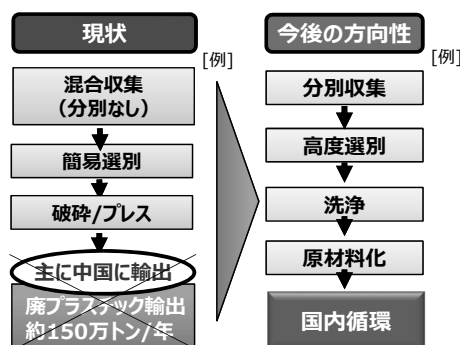 現状
[例]
混合収集
（分別なし）
簡易選別
破砕/プレス
主に中国に輸出
廃プラスチック輸出
約150万トン/年
今後の方向性
[例]
分別収集
高度選別
洗浄
原材料化
国内循環